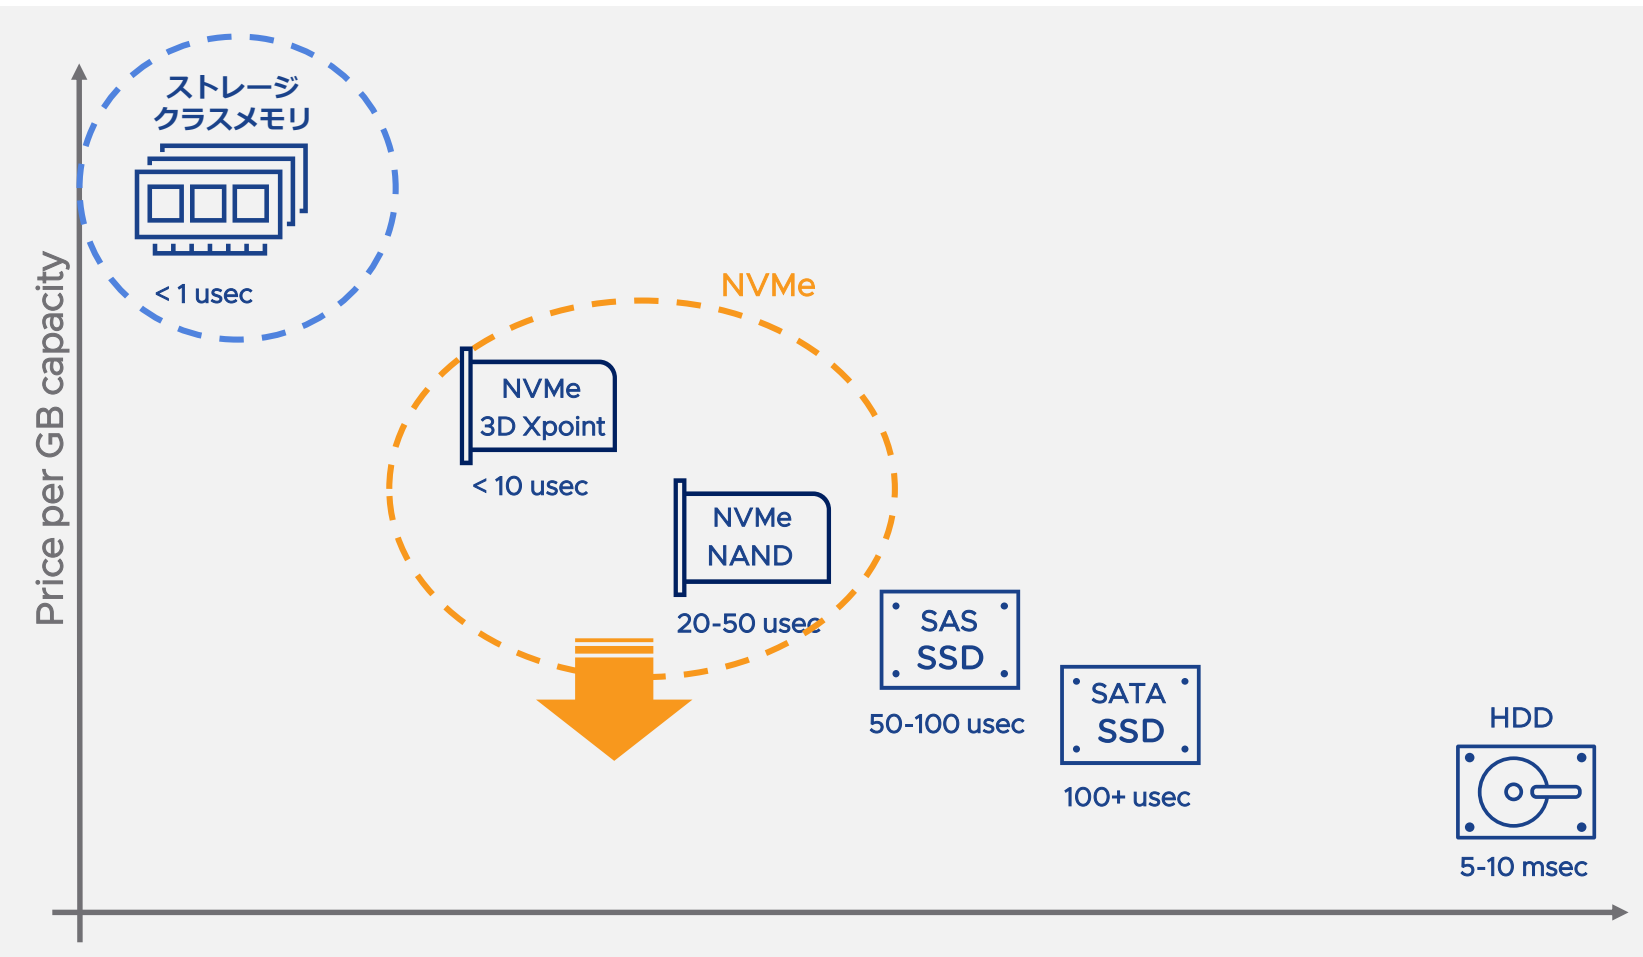 ストレージ
クラスメモリ
< 1 usec
Price per GB capacity
NVMe
NVMe
3D Xpoint
< 10 usec
NVMe
NAND
20-50 usec
SAS
SSD
50-100 usec
SATA
SSD
100+ usec
HDD
5-10 msec